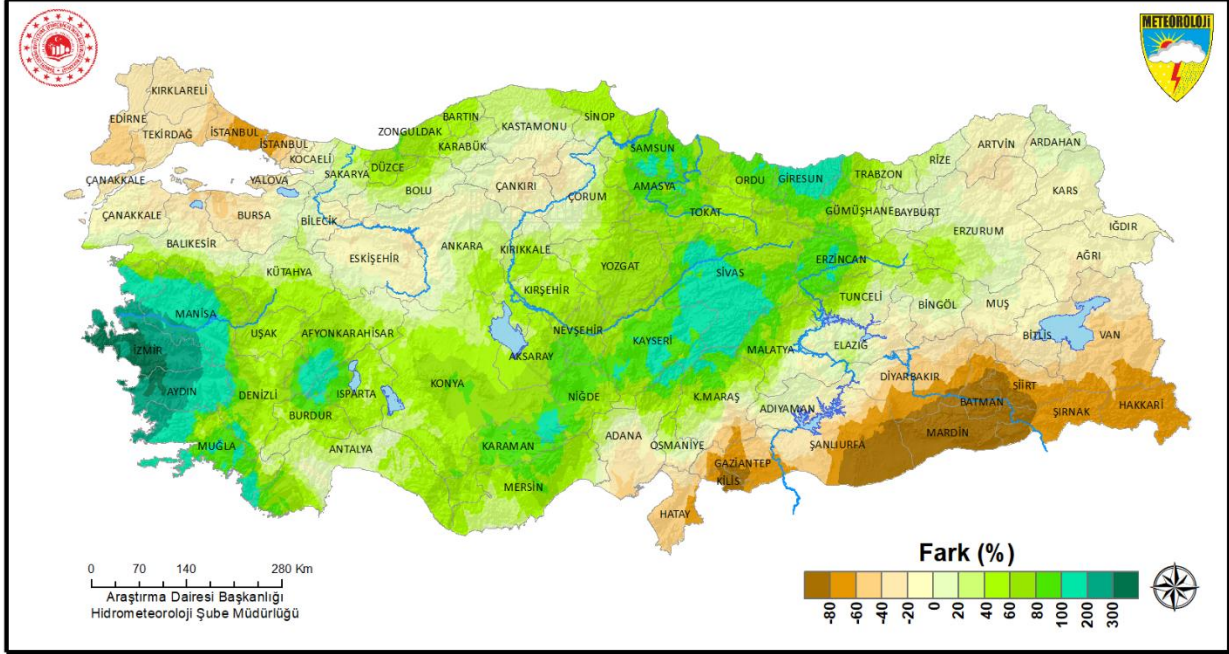 METEOROLOJİ
KIRKLARELİ
EDİRNE
TEKİRDAĞ
İSTANBUL
İSTANBUL
KOCAELİ
YALOVA
ÇANAKKALE
ÇANAKKALE
BURSA
BALIKESİR
BİLECİK
SAKARYA
DÜZCE
ZONGULDAK
BARTIN
KARABÜK
BOLU
KASTAMONU
SİNOP
ÇANKIRI
ÇORUM
SAMSUN
AMASYA
TOKAT
ORDU
GİRESUN
TRABZON
RİZE
ARTVİN
ARDAHAN
KARS
IĞDIR
AĞRI
GÜMÜŞHANE
BAYBURT
ERZURUM
ERZİNCAN
TUNCELİ
BİNGÖL
MUŞ
BİTLİS
VAN
ESKİŞEHİR
ANKARA
KIRIKKALE
YOZGAT
SİVAS
KIRŞEHİR
KÜTAHYA
MANİSA
UŞAK
AFYONKARAHİSAR
İZMİR
AYDIN
DENİZLİ
ISPARTA
BURDUR
MUĞLA
ANTALYA
KONYA
AKSARAY
NEVŞEHİR
KAYSERİ
NİĞDE
KARAMAN
MERSİN
ADANA
OSMANİYE
K.MARAŞ
MALATYA
ELAZIĞ
ADIYAMAN
DİYARBAKIR
SİİRT
BATMAN
MARDİN
ŞIRNAK
HAKKARİ
ŞANLIURFA
GAZİANTEP
KİLİS
HATAY
0 70 140 280 Km
Araştırma Dairesi Başkanlığı
Hidrometeoroloji Şube Müdürlüğü
Fark (%)
-80 -60 -40 -20 0 20 40 60 80 100 200 300